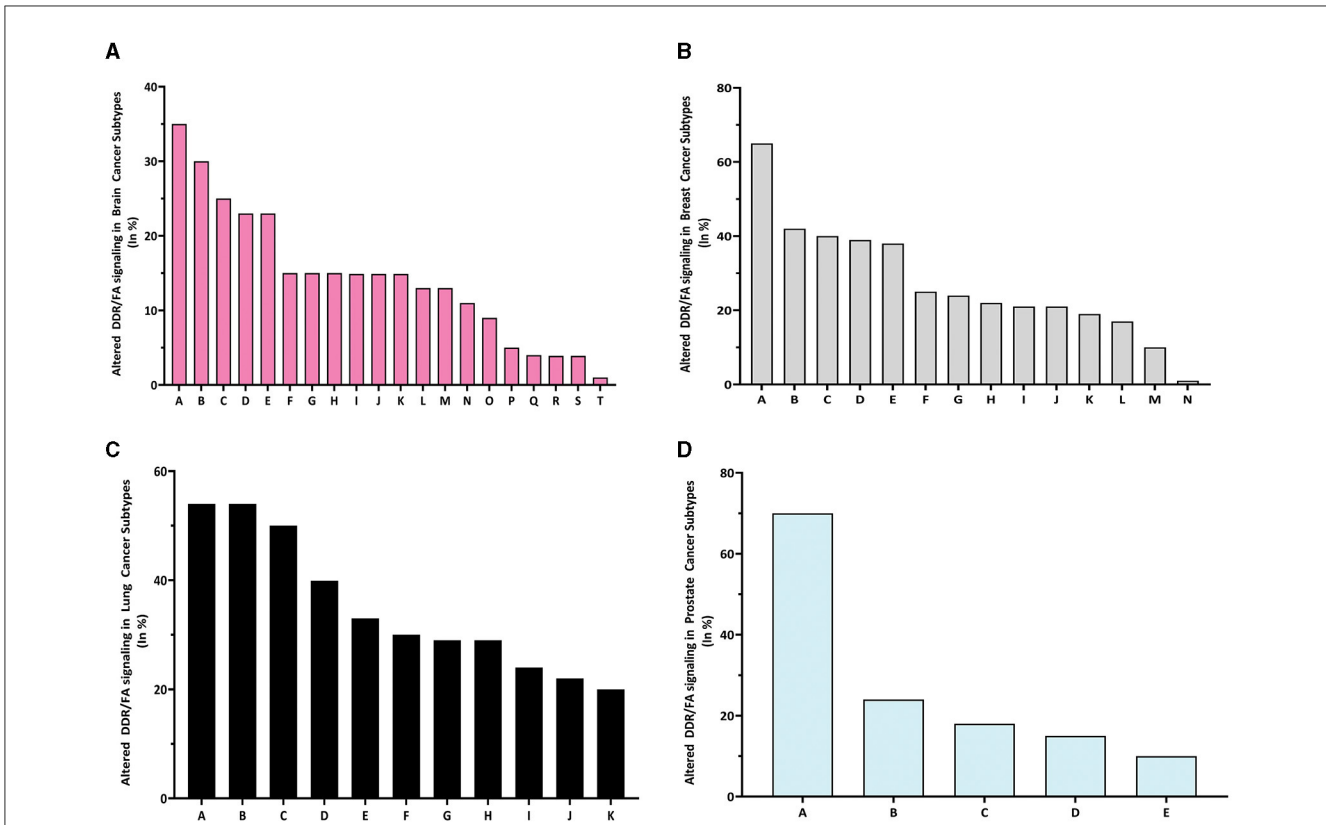 A
Altered DDR/FA signaling in Brain Cancer Subtypes
(In %)
40
30
20
10
0
A B C D E F G H I J K L M N O P Q R S T
B
Altered DDR/FA signaling in Breast Cancer Subtypes
(In %)
80
60
40
20
0
A B C D E F G H I J K L M N
C
Altered DDR/FA signaling in Lung Cancer Subtypes
(In %)
60
40
20
0
A B C D E F G H I J K
D
Altered DDR/FA signaling in Prostate Cancer Subtypes
(In %)
80
60
40
20
0
A B C D E